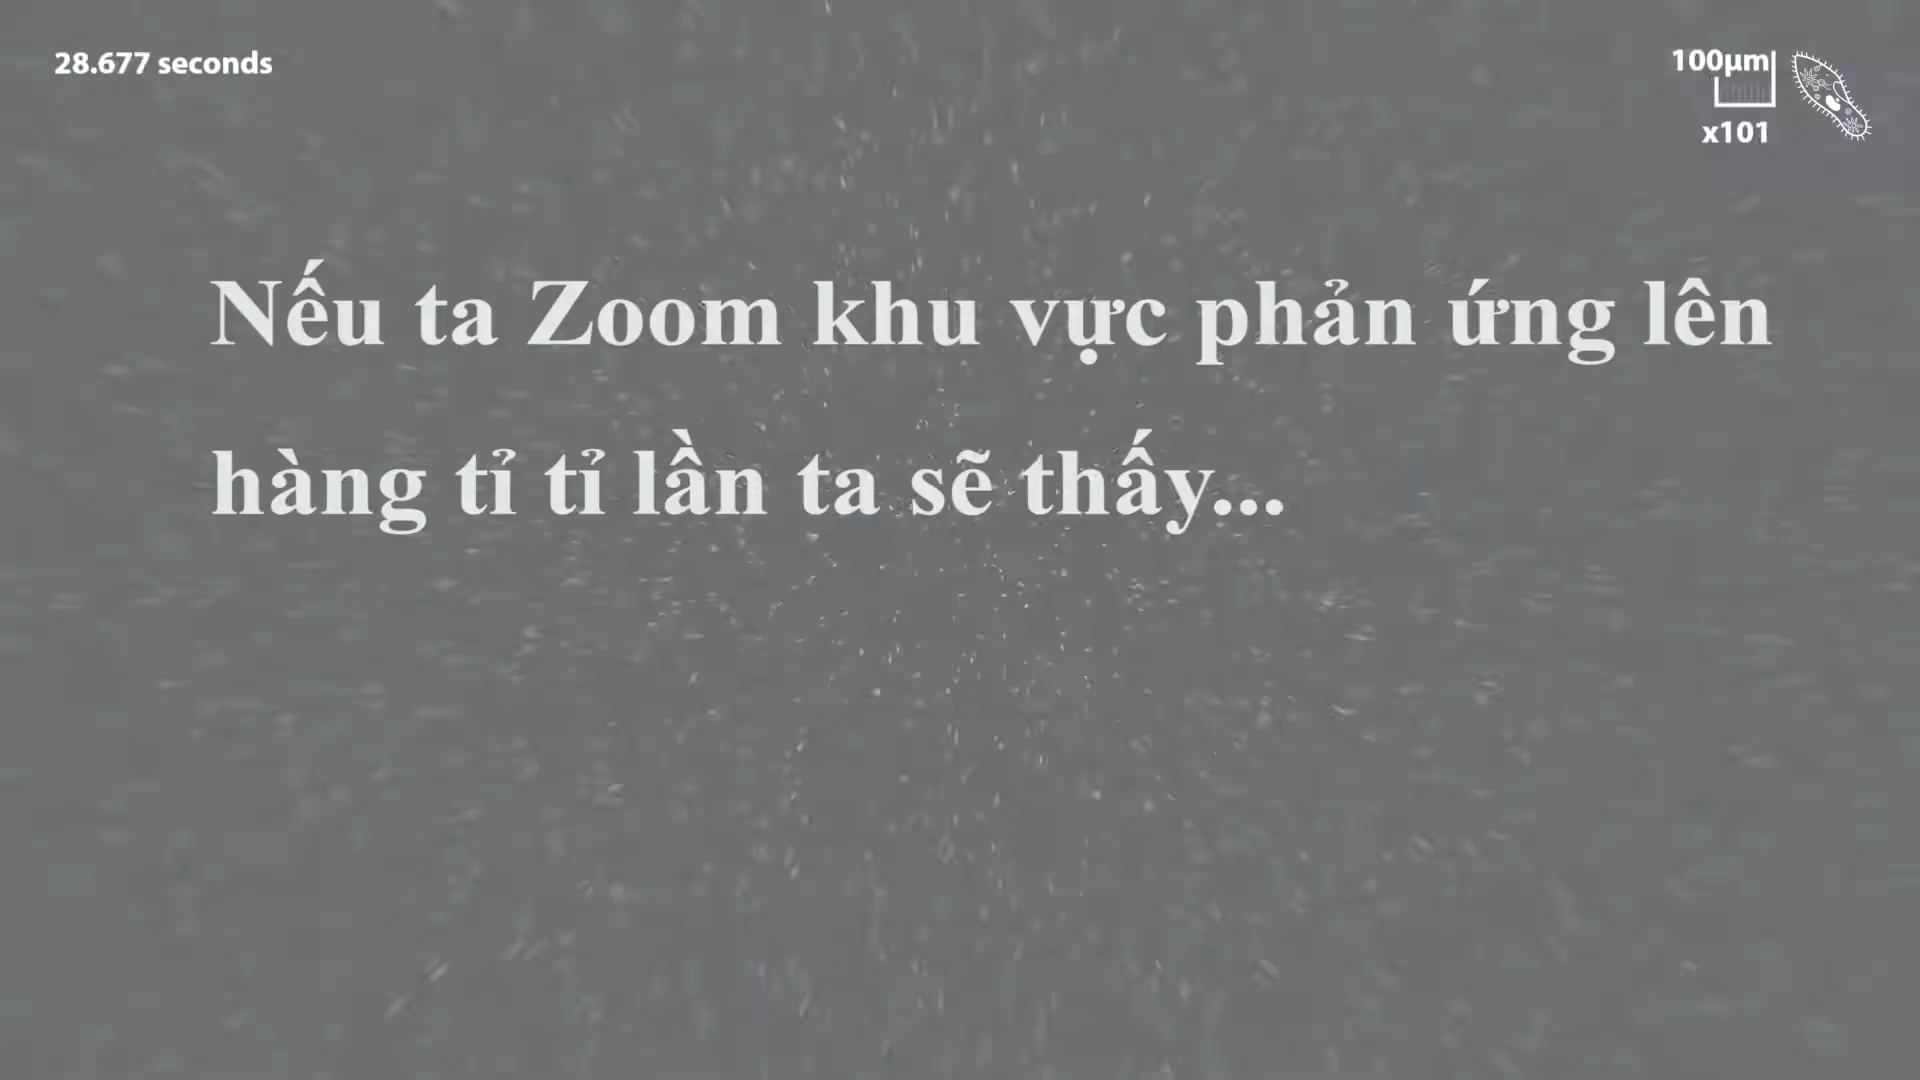 28.677 seconds
100µm
x101
Nếu ta Zoom khu vực phản ứng lên
hàng tỉ tỉ lần ta sẽ thấy...